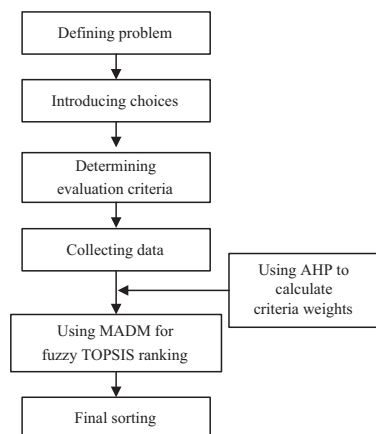 Defining problem
Introducing choices
Determining
evaluation criteria
Collecting data
Using AHP to
calculate
criteria weights
Using MADM for
fuzzy TOPSIS ranking
Final sorting